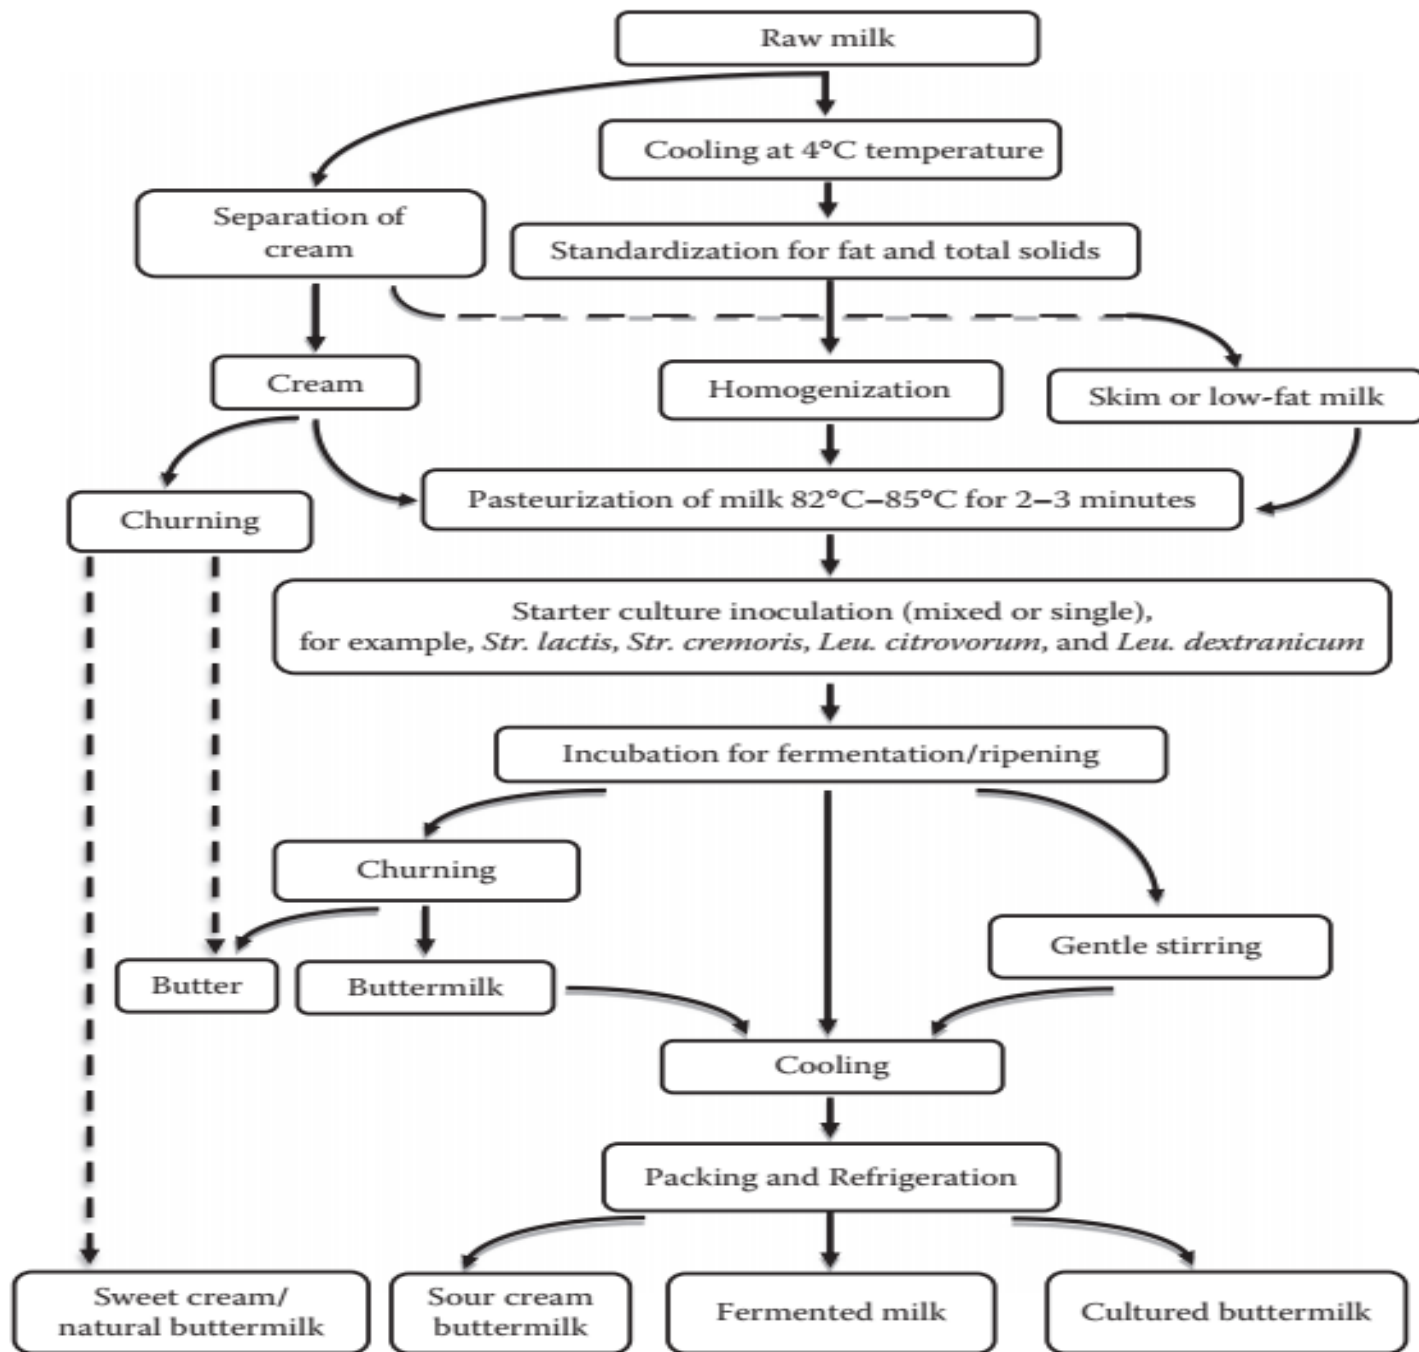 Raw milk
Cooling at 4°C temperature
Separation of
cream
Standardization for fat and total solids
Cream
Homogenization
Skim or low-fat milk
Churning
Pasteurization of milk 82°C–85°C for 2–3 minutes
Starter culture inoculation (mixed or single),
for example, Str. lactis, Str. cremoris, Leu. citrovorum, and Leu. dextranicum
Incubation for fermentation/ripening
Churning
Gentle stirring
Butter
Buttermilk
Cooling
Packing and Refrigeration
Sweet cream/
natural buttermilk
Sour cream
buttermilk
Fermented milk
Cultured buttermilk